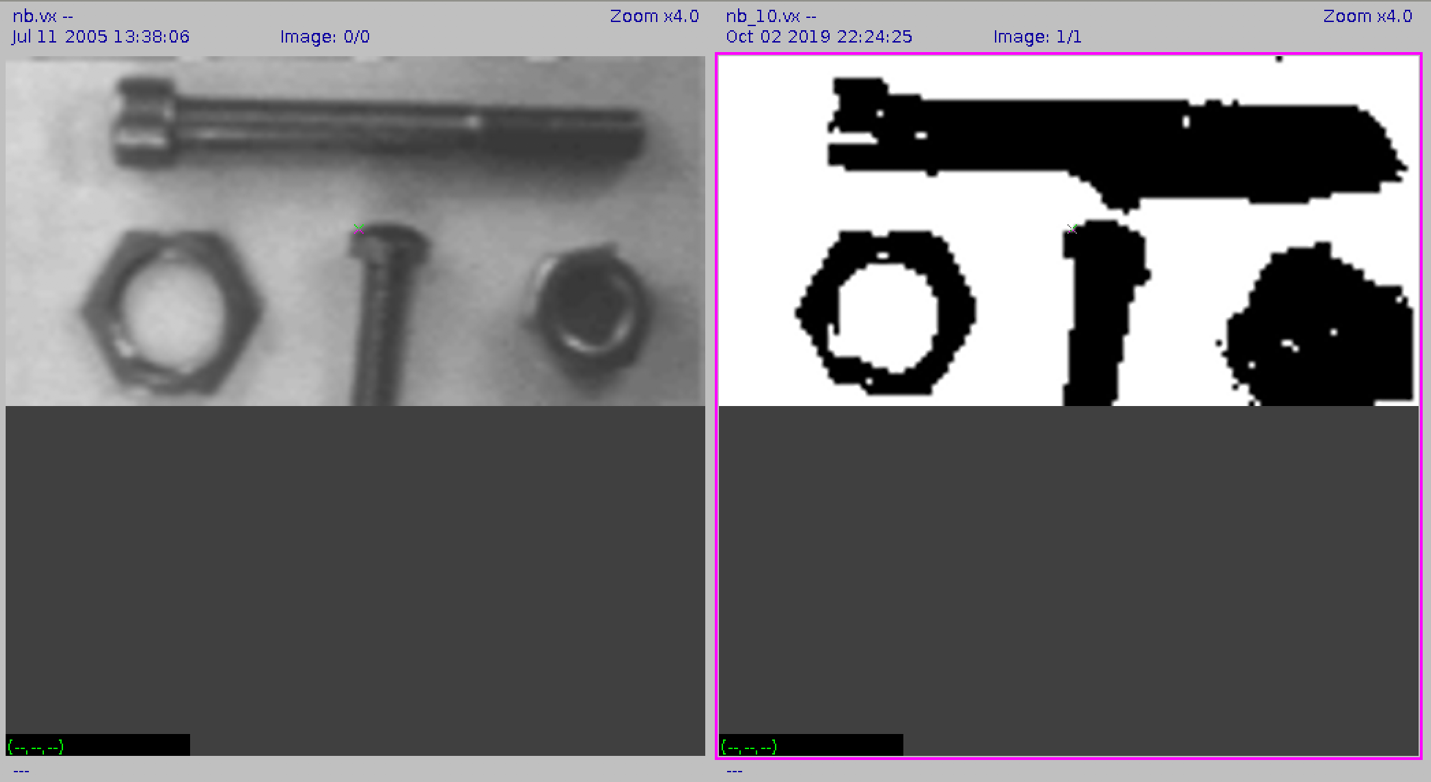 nb.vx -- Zoom x4.0
Jul 11 2005 13:38:06 Image: 0/0
(--,--,--)
---
nb_10.vx -- Zoom x4.0
Oct 02 2019 22:24:25 Image: 1/1
(--,--,--)
---